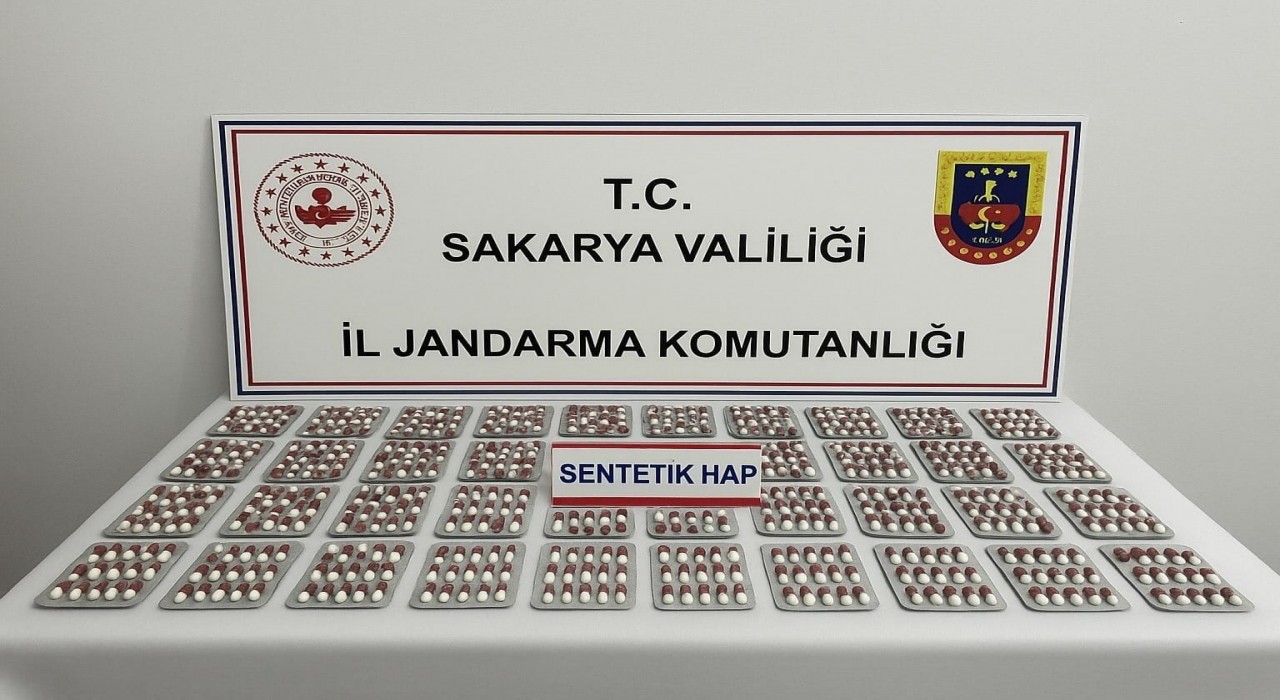 T.C.
SAKARYA VALİLİĞİ
İL JANDARMA KOMUTANLIĞI
SENTETİK HAP